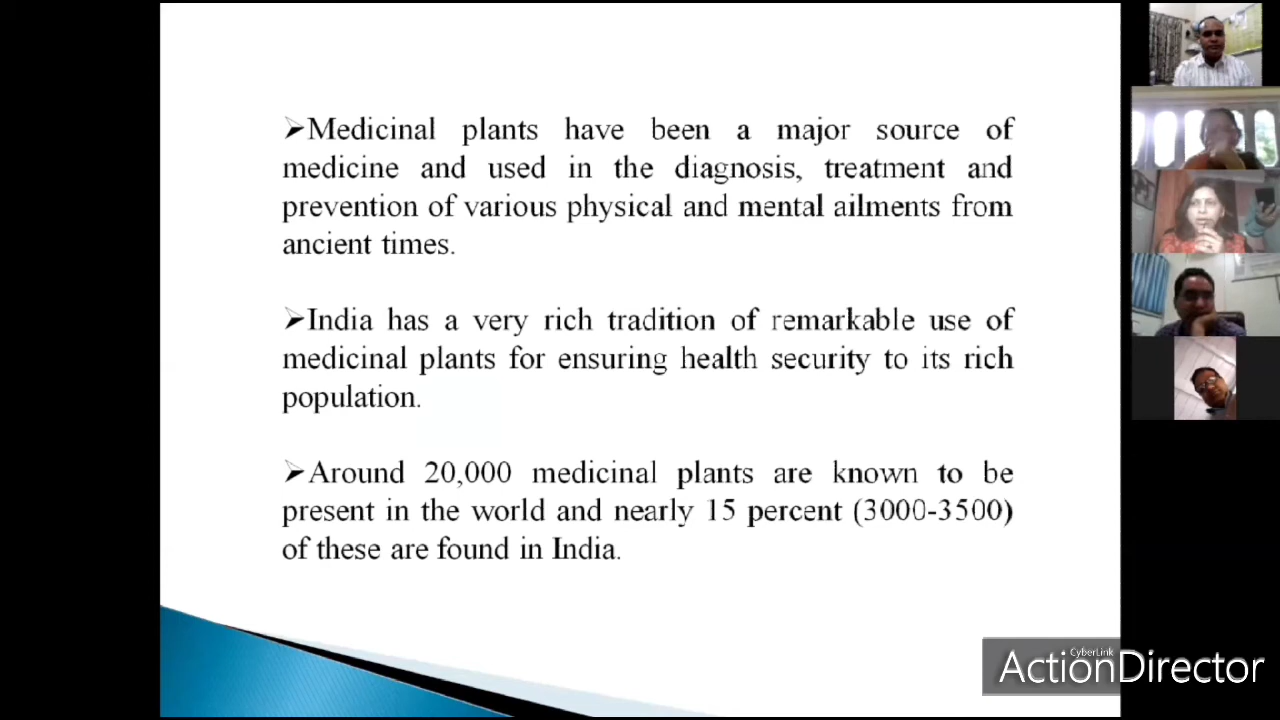 ➢Medicinal plants have been a major source of
medicine and used in the diagnosis, treatment and
prevention of various physical and mental ailments from
ancient times.
➢India has a very rich tradition of remarkable use of
medicinal plants for ensuring health security to its rich
population.
➢Around 20,000 medicinal plants are known to be
present in the world and nearly 15 percent (3000-3500)
of these are found in India.
CyberLink
ActionDirector